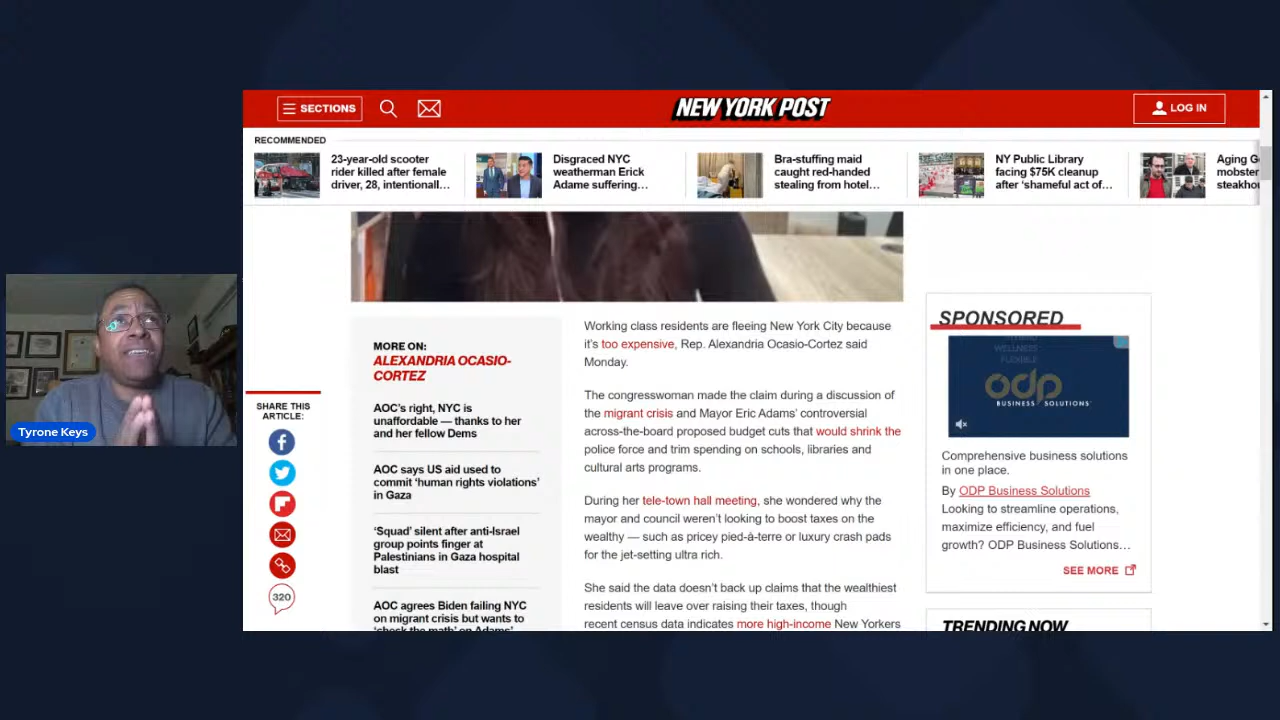 SECTIONS
NEW YORK POST
LOG IN
RECOMMENDED
23-year-old scooter
rider killed after female
driver, 28, intentionall...
Disgraced NYC
weatherman Erick
Adame suffering...
Bra-stuffing maid
caught red-handed
stealing from hotel...
NY Public Library
facing $75K cleanup
after ‘shameful act of...
Aging G
mobster
steakhou
Tyrone Keys
SHARE THIS
ARTICLE:
320
MORE ON:
ALEXANDRIA OCASIO-
CORTEZ
AOC’s right, NYC is
unaffordable — thanks to her
and her fellow Dems
AOC says US aid used to
commit ‘human rights violations’
in Gaza
‘Squad’ silent after anti-Israel
group points finger at
Palestinians in Gaza hospital
blast
AOC agrees Biden failing NYC
on migrant crisis but wants to
‘check the math’ on Adams’
Working class residents are fleeing New York City because
it’s too expensive, Rep. Alexandria Ocasio-Cortez said
Monday.
The congresswoman made the claim during a discussion of
the migrant crisis and Mayor Eric Adams’ controversial
across-the-board proposed budget cuts that would shrink the
police force and trim spending on schools, libraries and
cultural arts programs.
During her tele-town hall meeting, she wondered why the
mayor and council weren’t looking to boost taxes on the
wealthy — such as pricey pied-à-terre or luxury crash pads
for the jet-setting ultra rich.
She said the data doesn’t back up claims that the wealthiest
residents will leave over raising their taxes, though
recent census data indicates more high-income New Yorkers
SPONSORED
WELLNESS
FLEXIBLE
odp
BUSINESS SOLUTIONS
Comprehensive business solutions
in one place.
By ODP Business Solutions
Looking to streamline operations,
maximize efficiency, and fuel
growth? ODP Business Solutions...
SEE MORE
TRENDING NOW